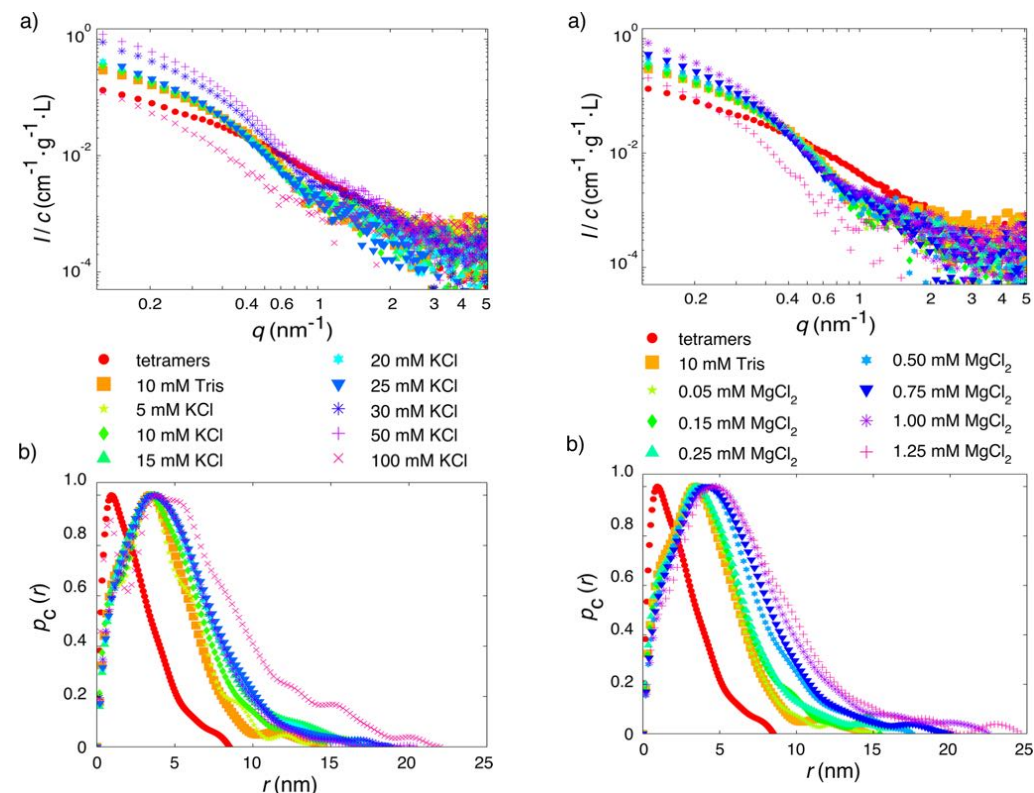 a)
10⁰
10⁻²
10⁻⁴
I / c (cm⁻¹·g⁻¹·L)
0.2 0.4 0.6 1 2 3 4 5
q (nm⁻¹)
tetramers
10 mM Tris
5 mM KCl
10 mM KCl
15 mM KCl
20 mM KCl
25 mM KCl
30 mM KCl
50 mM KCl
100 mM KCl
b)
1.0
0.8
0.6
0.4
0.2
0
p_c (r)
0 5 10 15 20 25
r (nm)
a)
10⁰
10⁻²
10⁻⁴
I / c (cm⁻¹·g⁻¹·L)
0.2 0.4 0.6 1 2 3 4 5
q (nm⁻¹)
tetramers
10 mM Tris
0.05 mM MgCl₂
0.15 mM MgCl₂
0.25 mM MgCl₂
0.50 mM MgCl₂
0.75 mM MgCl₂
1.00 mM MgCl₂
1.25 mM MgCl₂
b)
1.0
0.8
0.6
0.4
0.2
0
p_c (r)
0 5 10 15 20 25
r (nm)